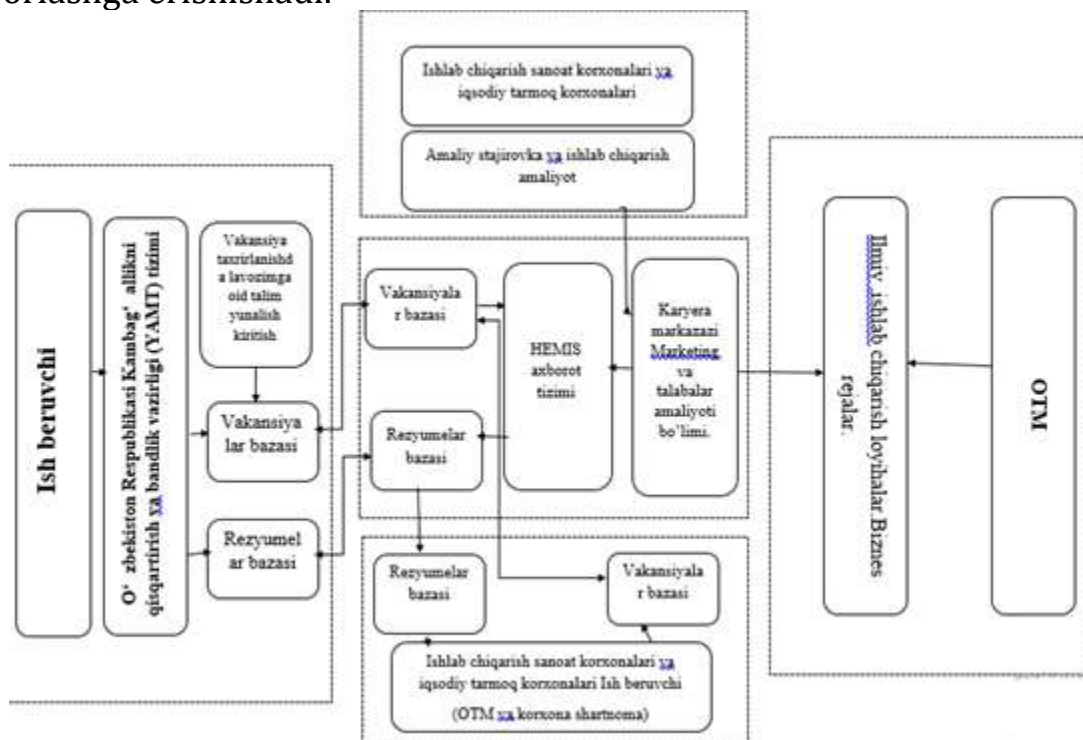 orlashga erishishadi.
Ishlab chiqarish sanoat korxonalari va
iqsodiy tarmoq korxonalari
Amaliy stajirovka va ishlab chiqarish
amaliyot
Ish beruvchi
O‘ zbekiston Respublikasi Kambag‘ allikni
qisqartirish va bandlik vazirligi (YAMT) tizimi
Vakansiya
taxrirlanishd
a lavozimga
oid talim
yunalish
kiritish
Vakansiya
lar bazasi
Rezyumel
ar bazasi
Vakansiyala
r bazasi
Rezyumelar
bazasi
HEMIS
axborot
tizimi
Karyera
markazazi
Marketing
va
talabalar
amaliyoti
bo‘limi.
Ilmiy ishlab chiqarish loyihalar.Biznes
rejalar.
OTM
Rezyumelar
bazasi
Vakansiyala
r bazasi
Ishlab chiqarish sanoat korxonalari va
iqsodiy tarmoq korxonalari Ish beruvchi
(OTM va korxona shartnoma)